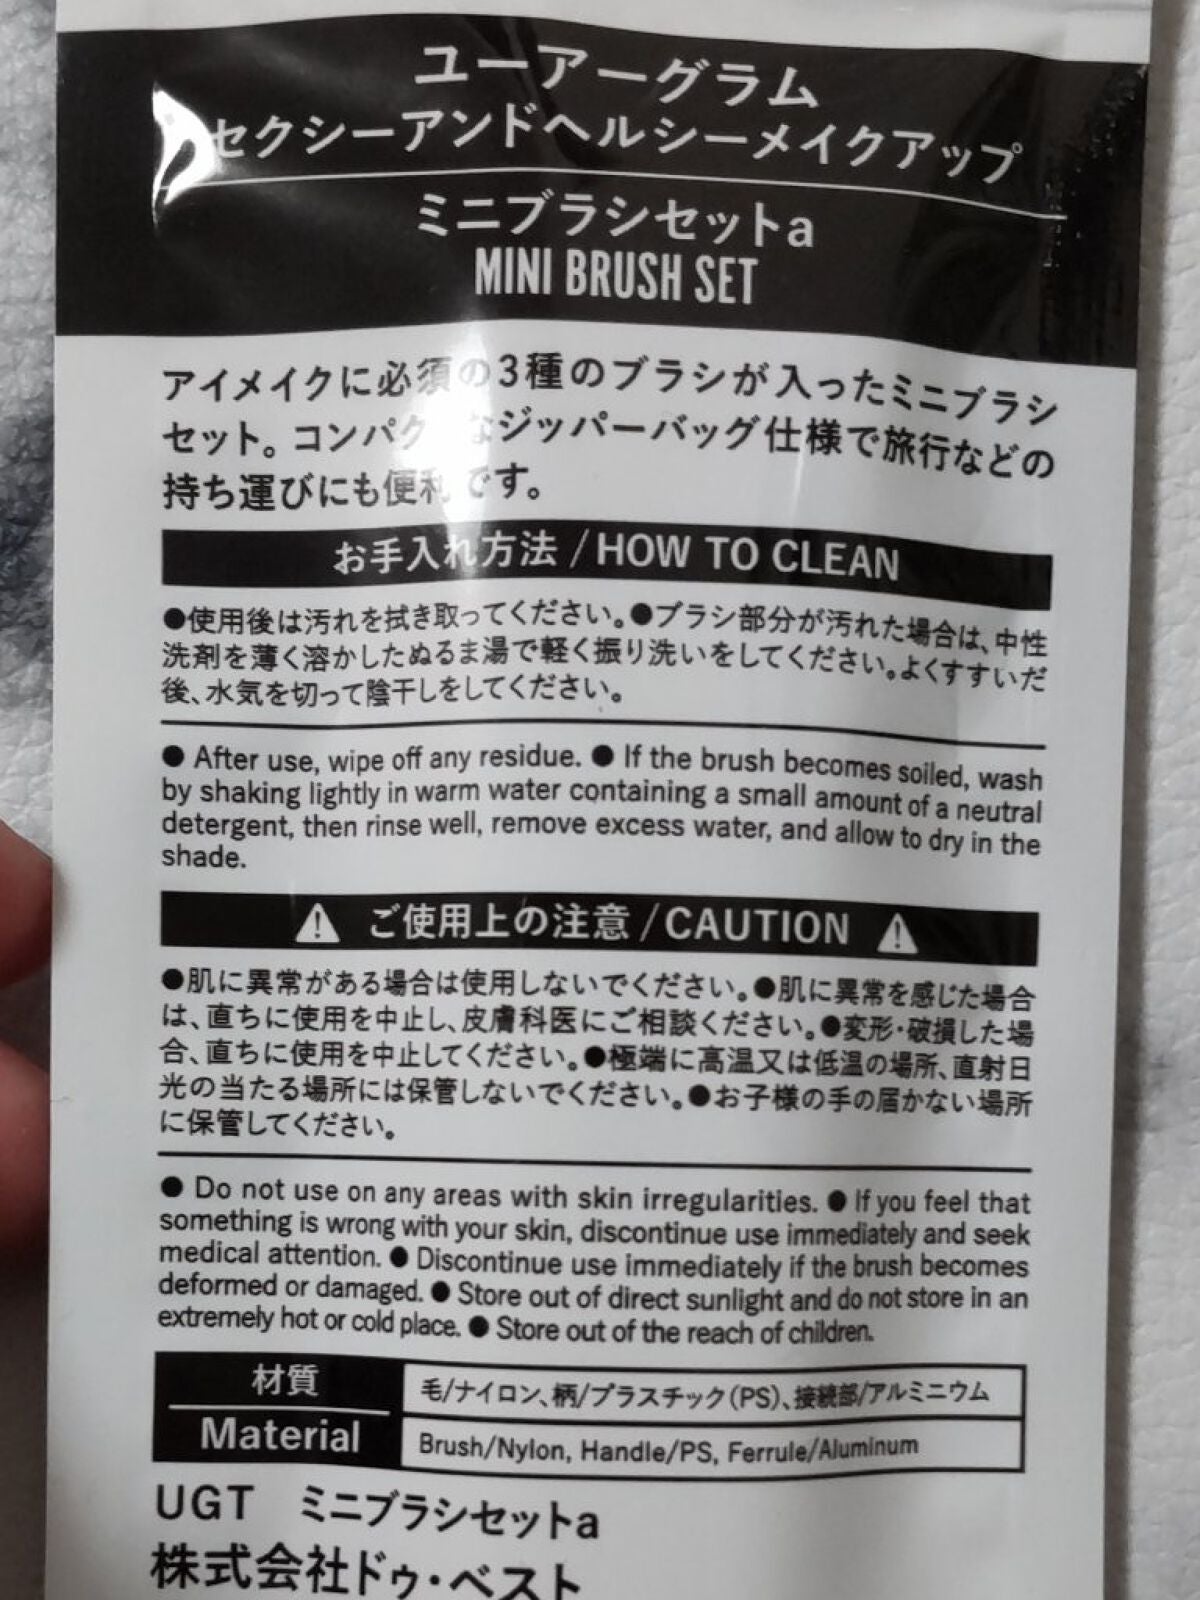 ユーアーグラム
セクシーアンドヘルシーメイクアップ
ミニブラシセットa
MINI BRUSH SET
アイメイクに必須の3種のブラシが入ったミニブラシ
セット。コンパク なジッパーバッグ仕様で旅行などの
持ち運びにも便利です。
お手入れ方法/HOW TO CLEAN
●使用後は汚れを拭き取ってください。●ブラシ部分が汚れた場合は、中性
洗剤を薄く溶かしたぬるま湯で軽く振り洗いをしてください。よくすすいだ
後、水気を切って陰干しをしてください。
● After use, wipe off any residue. ● If the brush becomes soiled, wash
by shaking lightly in warm water containing a small amount of a neutral
detergent, then rinse well, remove excess water, and allow to dry in the
shade.
⚠ ご使用上の注意/CAUTION ⚠
●肌に異常がある場合は使用しないでください。●肌に異常を感じた場合
は、直ちに使用を中止し、皮膚科医にご相談ください。●変形・破損した場
合、直ちに使用を中止してください。●極端に高温又は低温の場所、直射日
光の当たる場所には保管しないでください。●お子様の手の届かない場所
に保管してください。
● Do not use on any areas with skin irregularities. ● If you feel that
something is wrong with your skin, discontinue use immediately and seek
medical attention. ● Discontinue use immediately if the brush becomes
deformed or damaged. ● Store out of direct sunlight and do not store in an
extremely hot or cold place. ● Store out of the reach of children.
材質
毛/ナイロン、柄/プラスチック(PS)、接続部/アルミニウム
Material
Brush/Nylon, Handle/PS, Ferrule/Aluminum
UGT ミニブラシセットa
株式会社ドゥ・ベスト